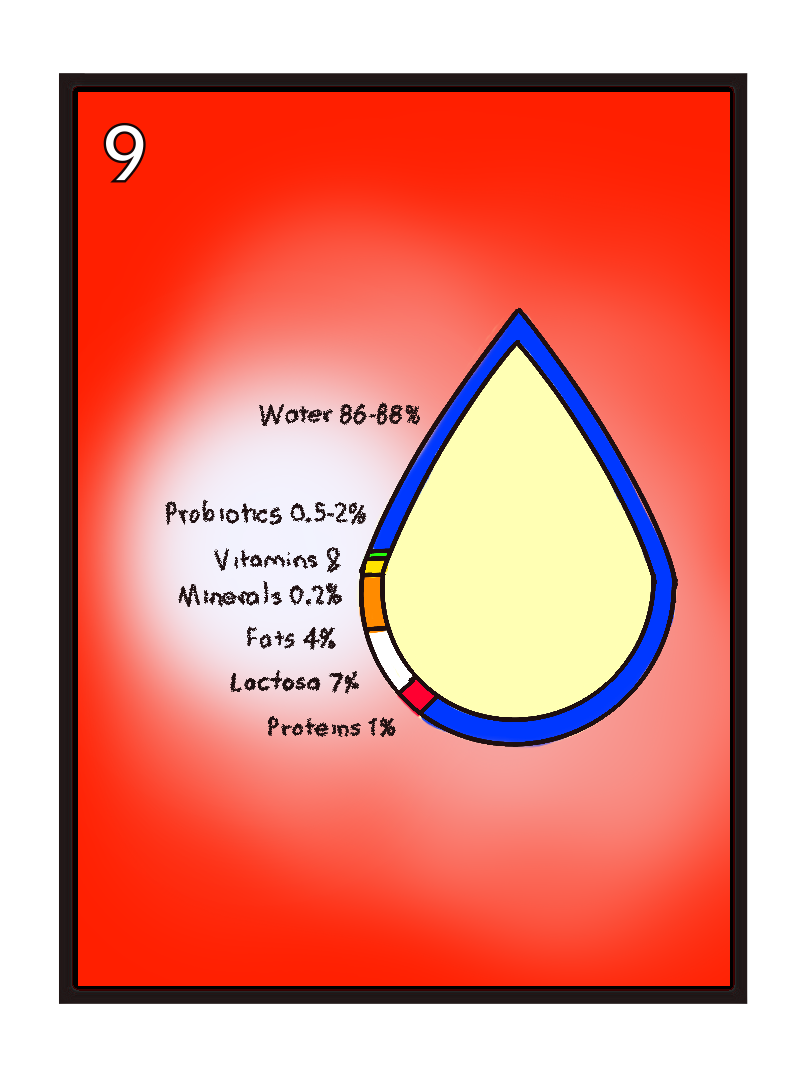 9
Water 86-88%
Probiotics 0.5-2%
Vitamins &
Minerals 0.2%
Fats 4%
Lactosa 7%
Proteins 1%